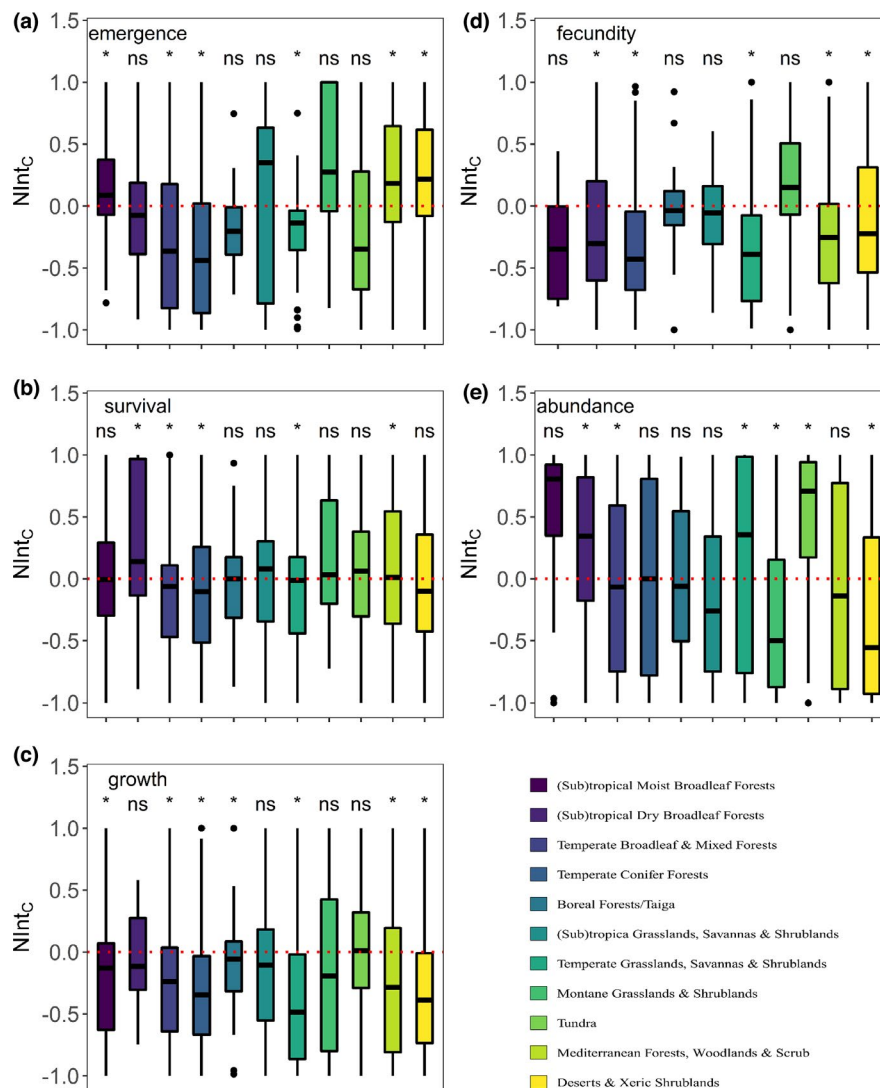 (a)
emergence
* ns * * ns ns * ns ns * *
1.5
1.0
0.5
0.0
-0.5
-1.0
NIntC
(b)
survival
ns * * * ns ns * ns ns * ns
1.5
1.0
0.5
0.0
-0.5
-1.0
NIntC
(c)
growth
* ns * * * ns * ns ns * *
1.5
1.0
0.5
0.0
-0.5
-1.0
NIntC
(d)
fecundity
ns * * ns ns * ns * *
1.5
1.0
0.5
0.0
-0.5
-1.0
NIntC
(e)
abundance
ns * * ns ns ns * * * ns *
1.5
1.0
0.5
0.0
-0.5
-1.0
NIntC
(Sub)tropical Moist Broadleaf Forests
(Sub)tropical Dry Broadleaf Forests
Temperate Broadleaf & Mixed Forests
Temperate Conifer Forests
Boreal Forests/Taiga
(Sub)tropica Grasslands, Savannas & Shrublands
Temperate Grasslands, Savannas & Shrublands
Montane Grasslands & Shrublands
Tundra
Mediterranean Forests, Woodlands & Scrub
Deserts & Xeric Shrublands